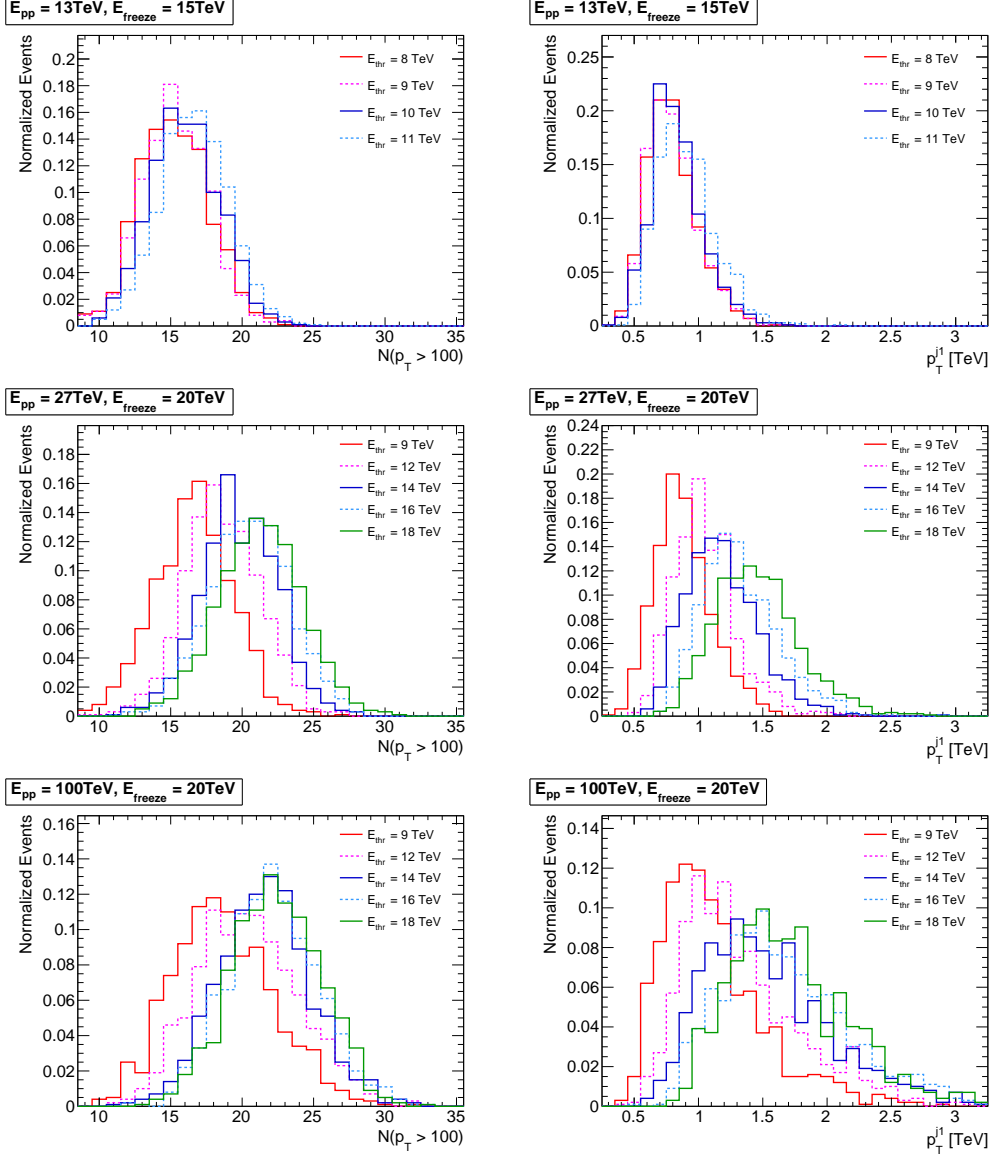 E_pp = 13TeV, E_freeze = 15TeV
Normalized Events
0.2
0.18
0.16
0.14
0.12
0.1
0.08
0.06
0.04
0.02
0
E_thr = 8 TeV
E_thr = 9 TeV
E_thr = 10 TeV
E_thr = 11 TeV
10 15 20 25 30 35
N(p_T > 100)
E_pp = 13TeV, E_freeze = 15TeV
Normalized Events
0.25
0.2
0.15
0.1
0.05
0
E_thr = 8 TeV
E_thr = 9 TeV
E_thr = 10 TeV
E_thr = 11 TeV
0.5 1 1.5 2 2.5 3
p_T^j1 [TeV]
E_pp = 27TeV, E_freeze = 20TeV
Normalized Events
0.18
0.16
0.14
0.12
0.1
0.08
0.06
0.04
0.02
0
E_thr = 9 TeV
E_thr = 12 TeV
E_thr = 14 TeV
E_thr = 16 TeV
E_thr = 18 TeV
10 15 20 25 30 35
N(p_T > 100)
E_pp = 27TeV, E_freeze = 20TeV
Normalized Events
0.24
0.22
0.2
0.18
0.16
0.14
0.12
0.1
0.08
0.06
0.04
0.02
0
E_thr = 9 TeV
E_thr = 12 TeV
E_thr = 14 TeV
E_thr = 16 TeV
E_thr = 18 TeV
0.5 1 1.5 2 2.5 3
p_T^j1 [TeV]
E_pp = 100TeV, E_freeze = 20TeV
Normalized Events
0.16
0.14
0.12
0.1
0.08
0.06
0.04
0.02
0
E_thr = 9 TeV
E_thr = 12 TeV
E_thr = 14 TeV
E_thr = 16 TeV
E_thr = 18 TeV
10 15 20 25 30 35
N(p_T > 100)
E_pp = 100TeV, E_freeze = 20TeV
Normalized Events
0.14
0.12
0.1
0.08
0.06
0.04
0.02
0
E_thr = 9 TeV
E_thr = 12 TeV
E_thr = 14 TeV
E_thr = 16 TeV
E_thr = 18 TeV
0.5 1 1.5 2 2.5 3
p_T^j1 [TeV]